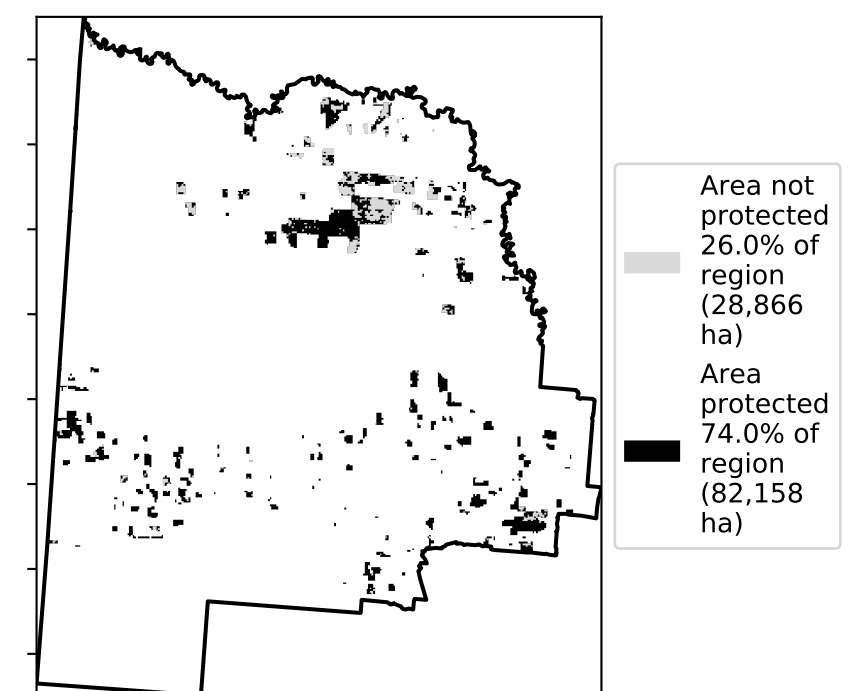 Area not
protected
26.0% of
region
(28,866
ha)
Area
protected
74.0% of
region
(82,158
ha)